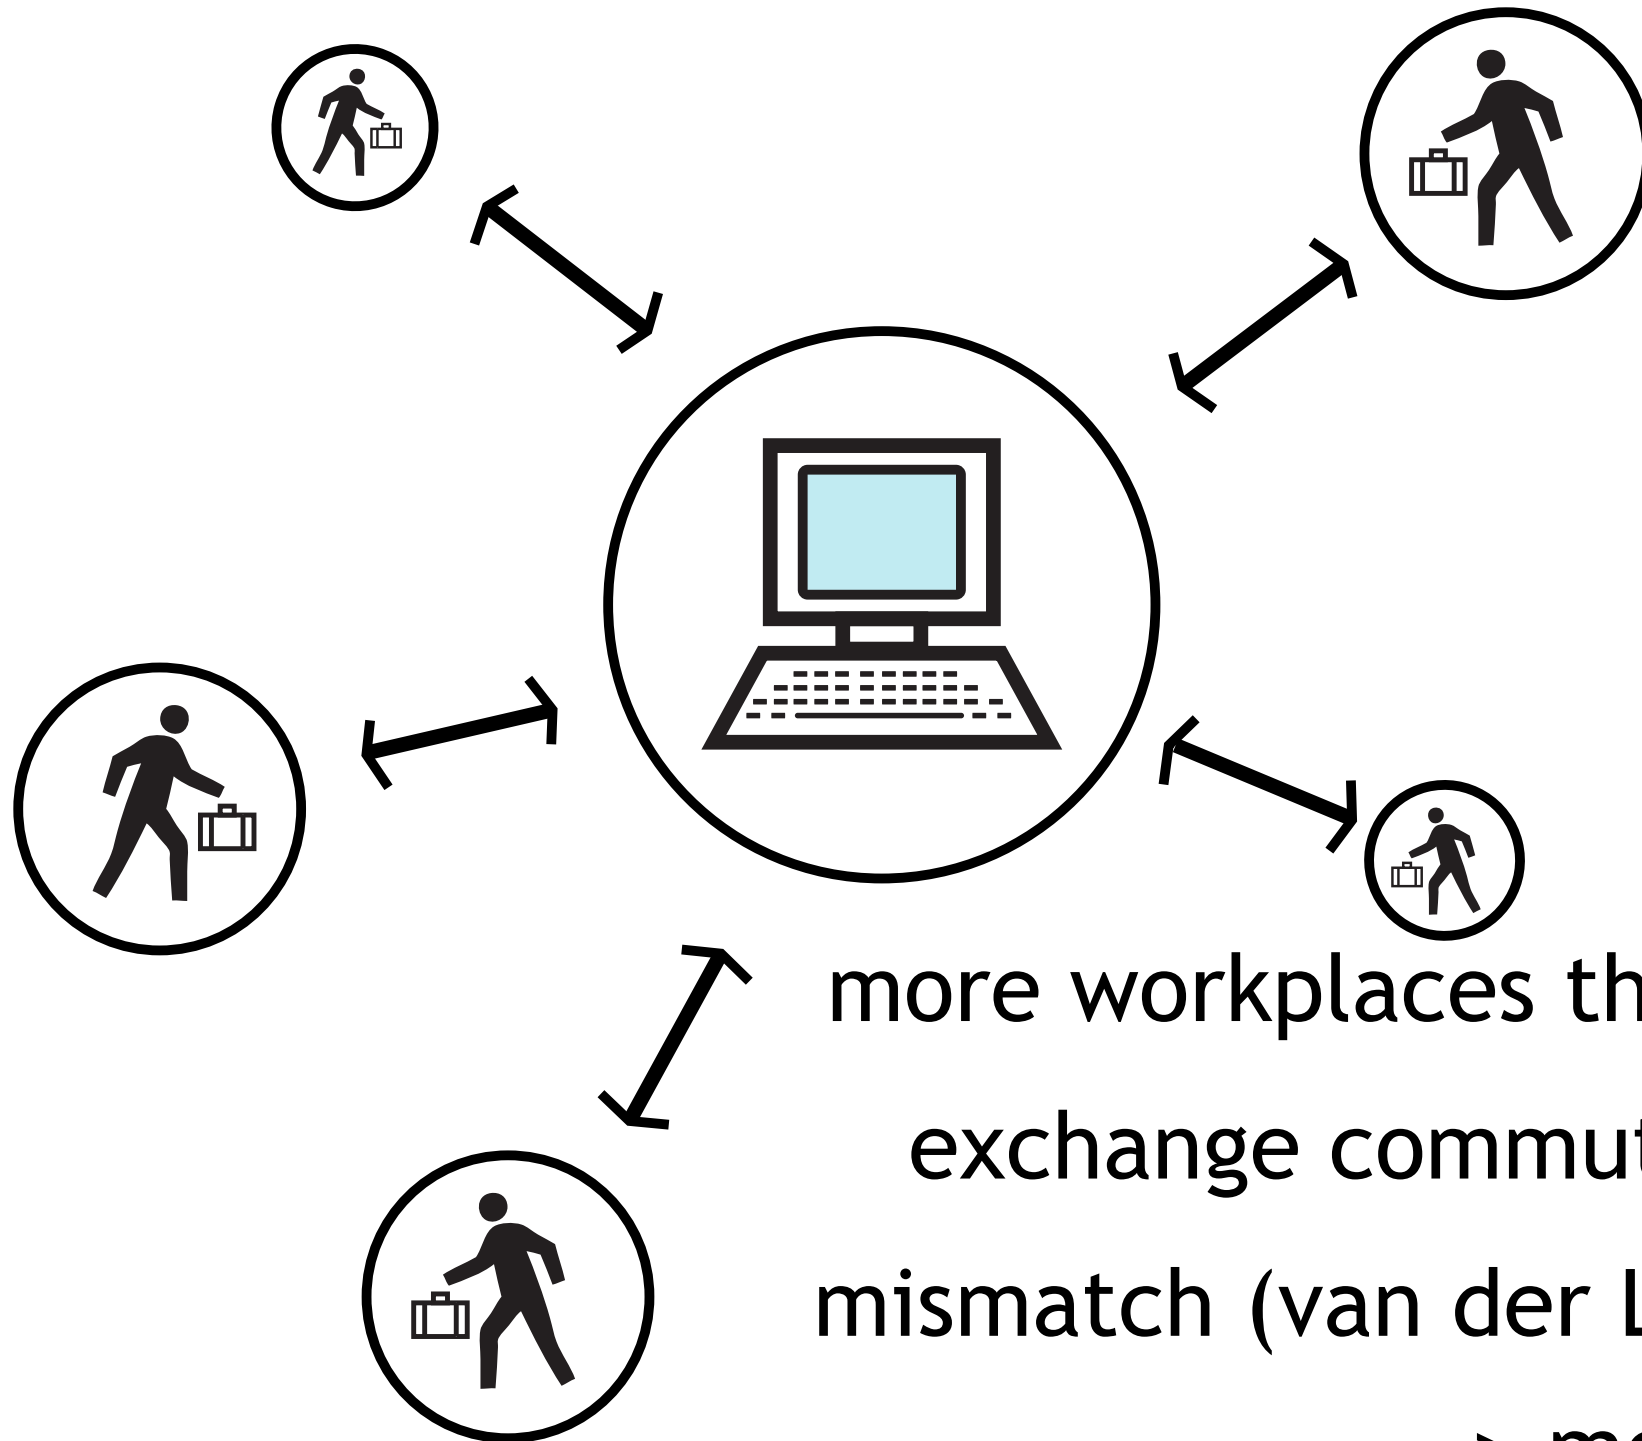 more workplaces th
exchange commut
mismatch (van der L